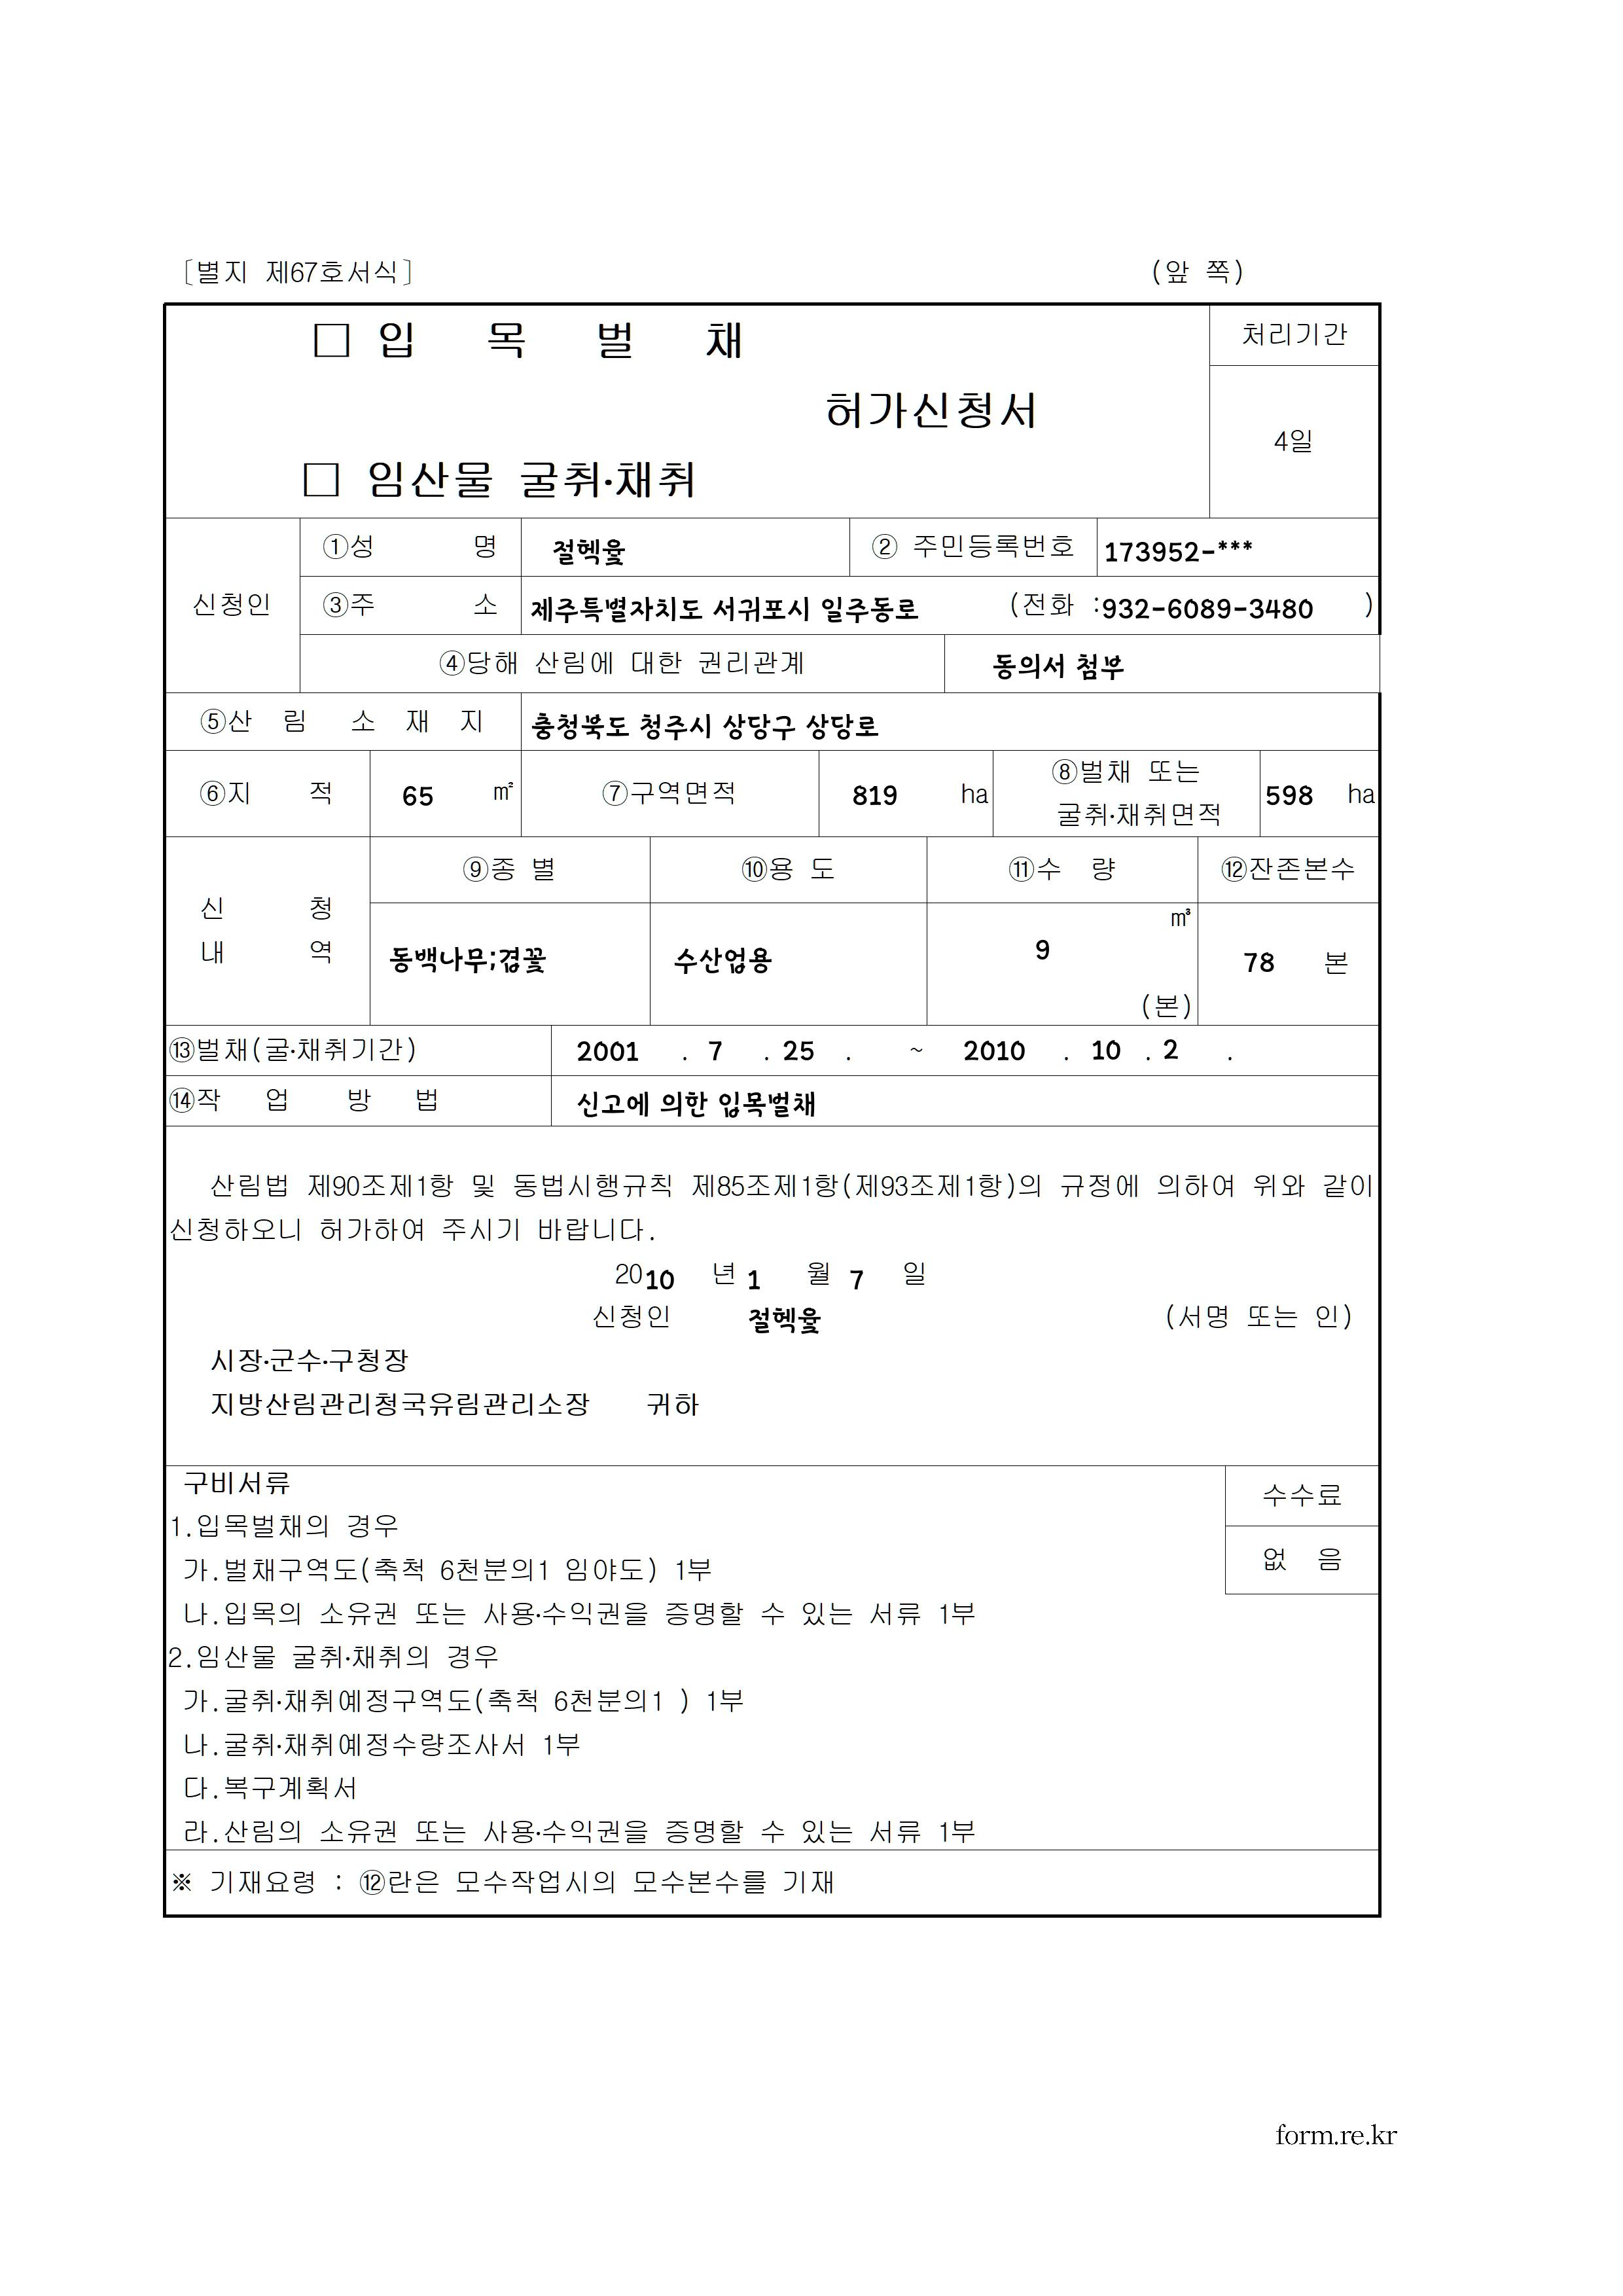 [별지 제67호서식] (앞 쪽)
□ 입 목 벌 채 처리기간
허가신청서
4일
□ 임산물 굴취·채취
신청인 ①성 명 절헥율 ② 주민등록번호 173952-***
③주 소 제주특별자치도 서귀포시 일주동로 (전화 :932-6089-3480 )
④당해 산림에 대한 권리관계 동의서 첨부
⑤산 림 소 재 지 충청북도 청주시 상당구 상당로
⑥지 적 65 ㎡ ⑦구역면적 819 ha ⑧벌채 또는 굴취·채취면적 598 ha
신 청 내 역 ⑨종 별 ⑩용 도 ⑪수 량 ⑫잔존본수
동백나무;겹꽃 수산업용 9 ㎥ (본) 78 본
⑬벌채(굴·채취기간) 2001 . 7 . 25 . ~ 2010 . 10 . 2 .
⑭작 업 방 법 신고에 의한 입목벌채
산림법 제90조제1항 및 동법시행규칙 제85조제1항(제93조제1항)의 규정에 의하여 위와 같이
신청하오니 허가하여 주시기 바랍니다.
2010 년 1 월 7 일
신청인 절헥율 (서명 또는 인)
시장·군수·구청장
지방산림관리청국유림관리소장 귀하
구비서류 수수료
1.입목벌채의 경우
가.벌채구역도(축척 6천분의1 임야도) 1부 없 음
나.입목의 소유권 또는 사용·수익권을 증명할 수 있는 서류 1부
2.임산물 굴취·채취의 경우
가.굴취·채취예정구역도(축척 6천분의1 ) 1부
나.굴취·채취예정수량조사서 1부
다.복구계획서
라.산림의 소유권 또는 사용·수익권을 증명할 수 있는 서류 1부
※ 기재요령 : ⑫란은 모수작업시의 모수본수를 기재
form.re.kr